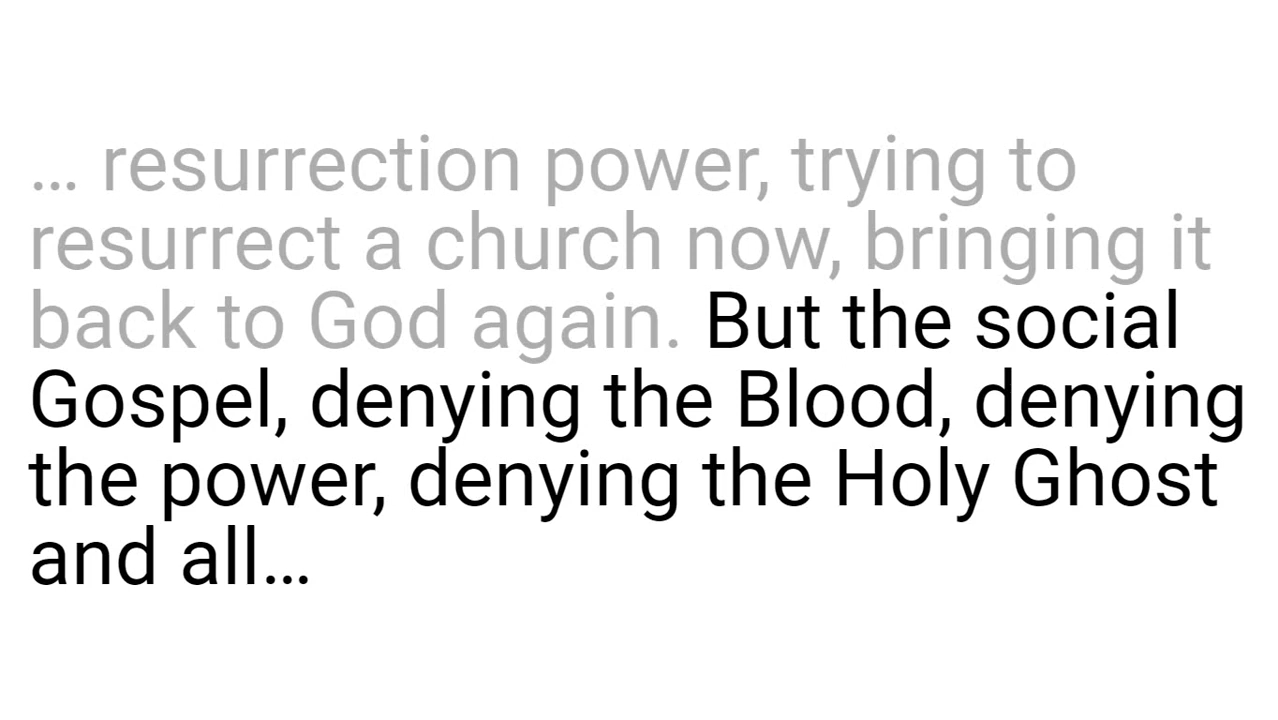 … resurrection power, trying to
resurrect a church now, bringing it
back to God again. But the social
Gospel, denying the Blood, denying
the power, denying the Holy Ghost
and all…